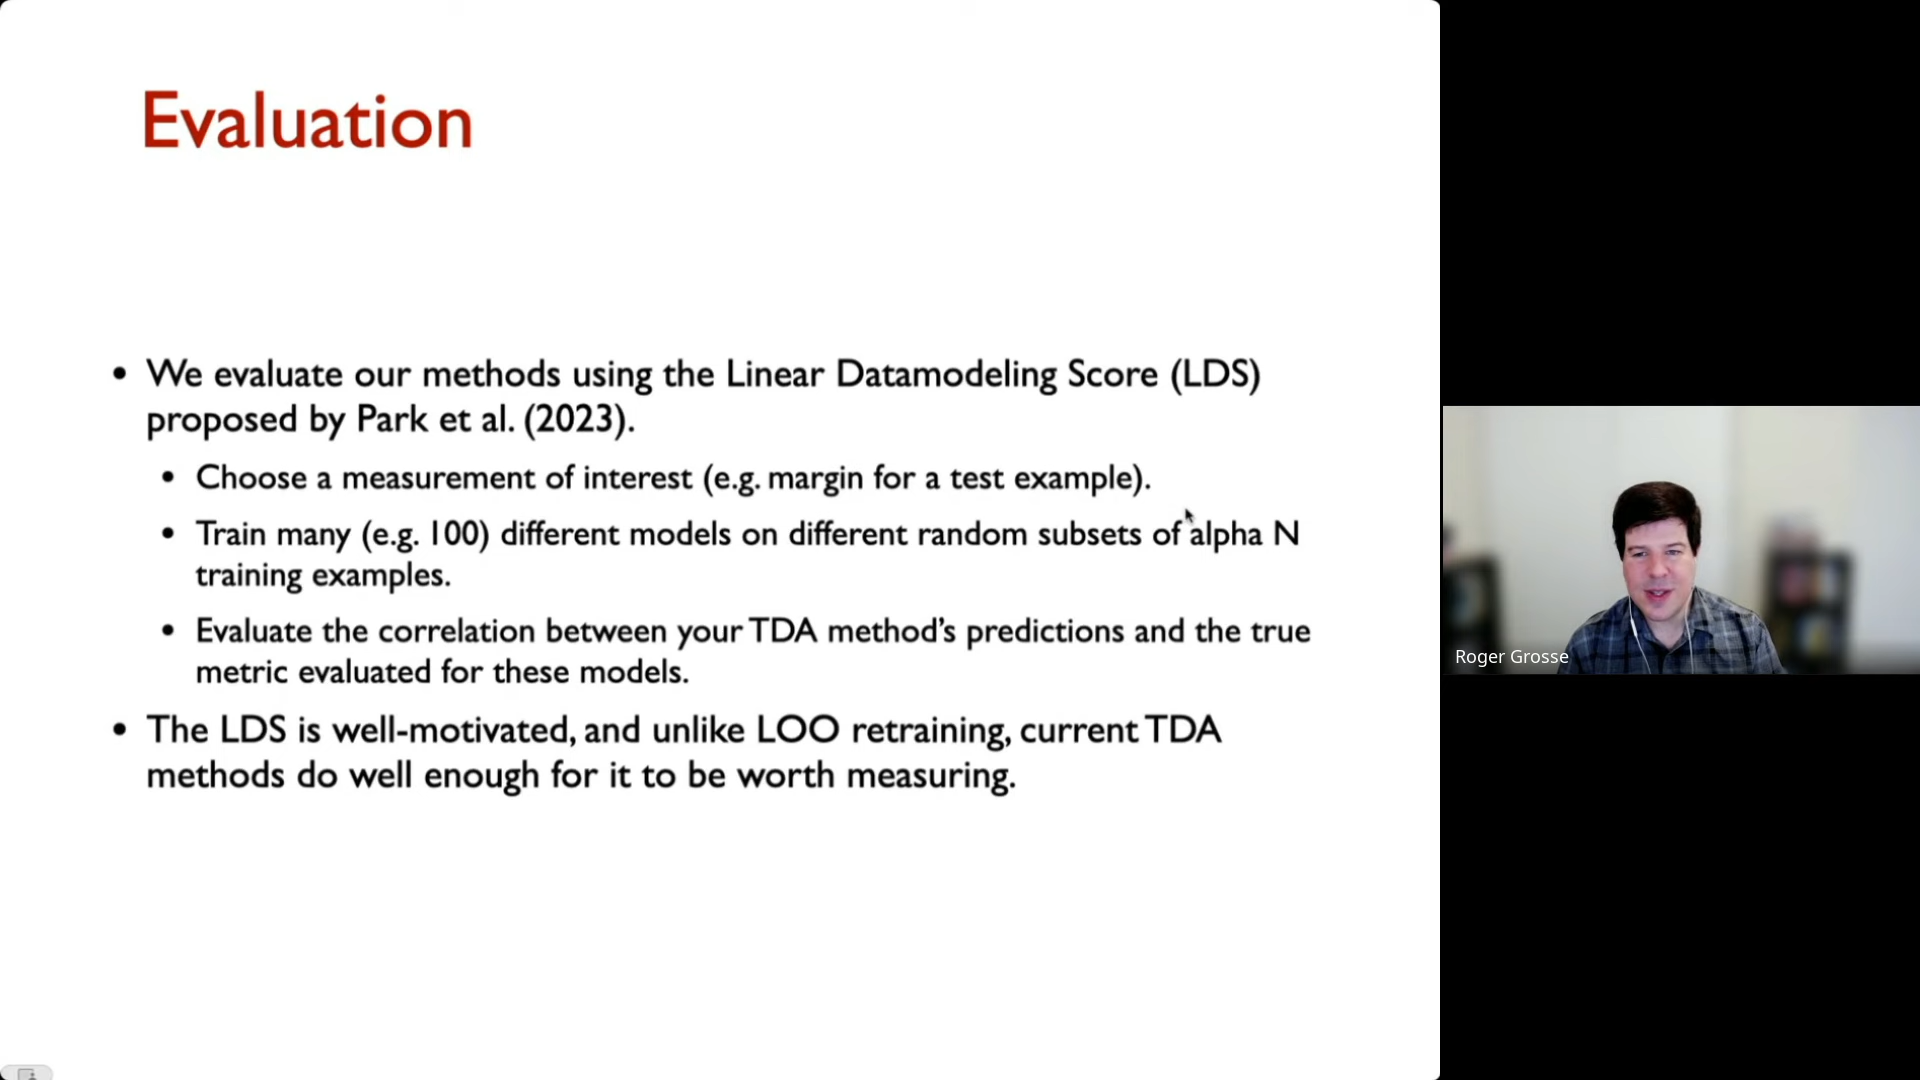 Evaluation
• We evaluate our methods using the Linear Datamodeling Score (LDS)
proposed by Park et al. (2023).
• Choose a measurement of interest (e.g. margin for a test example).
• Train many (e.g. 100) different models on different random subsets of alpha N
training examples.
• Evaluate the correlation between your TDA method’s predictions and the true
metric evaluated for these models.
• The LDS is well-motivated, and unlike LOO retraining, current TDA
methods do well enough for it to be worth measuring.
Roger Grosse